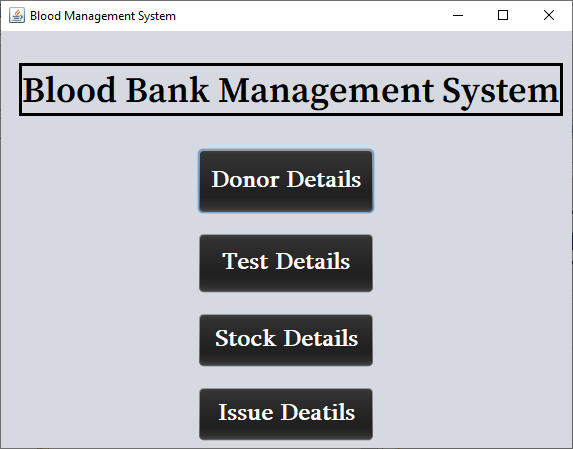 Blood Management System
Blood Bank Management System
Donor Details
Test Details
Stock Details
Issue Deatils